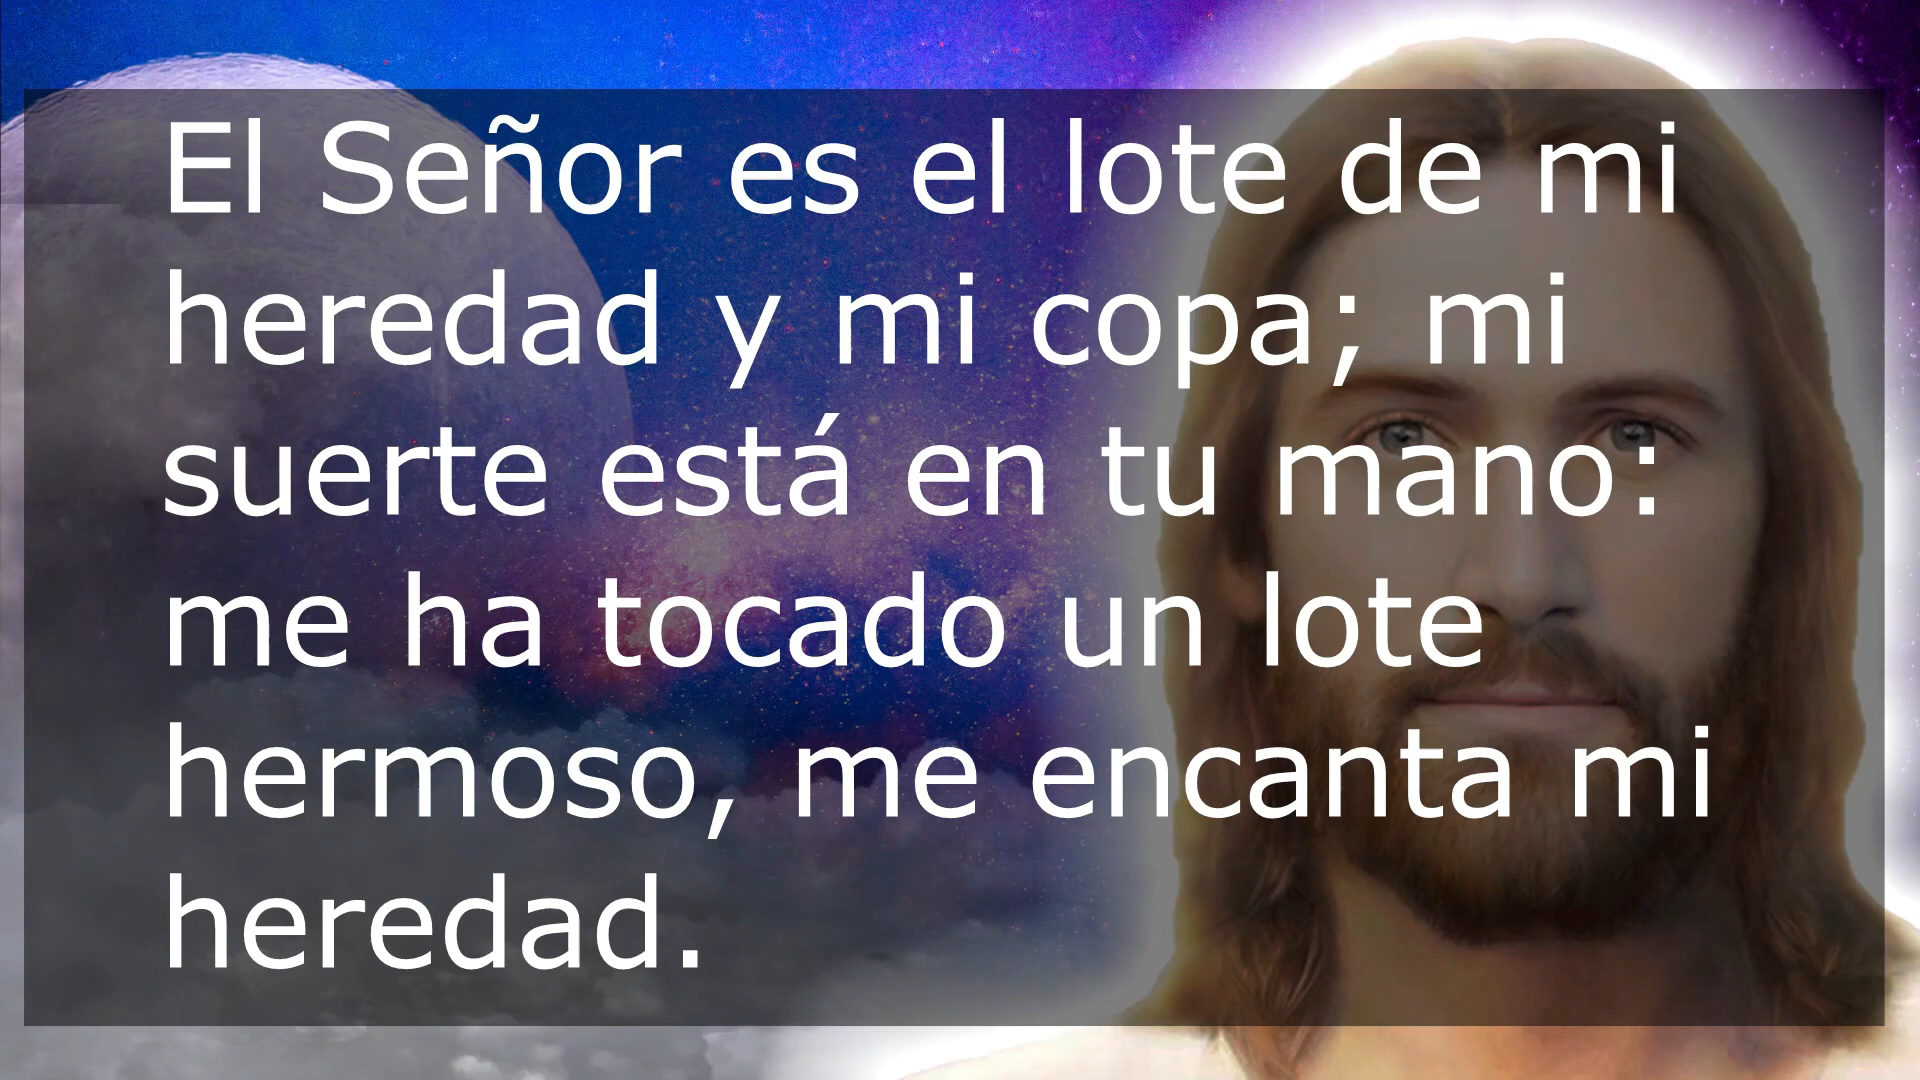 El Señor es el lote de mi
heredad y mi copa; mi
suerte está en tu mano:
me ha tocado un lote
hermoso, me encanta mi
heredad.